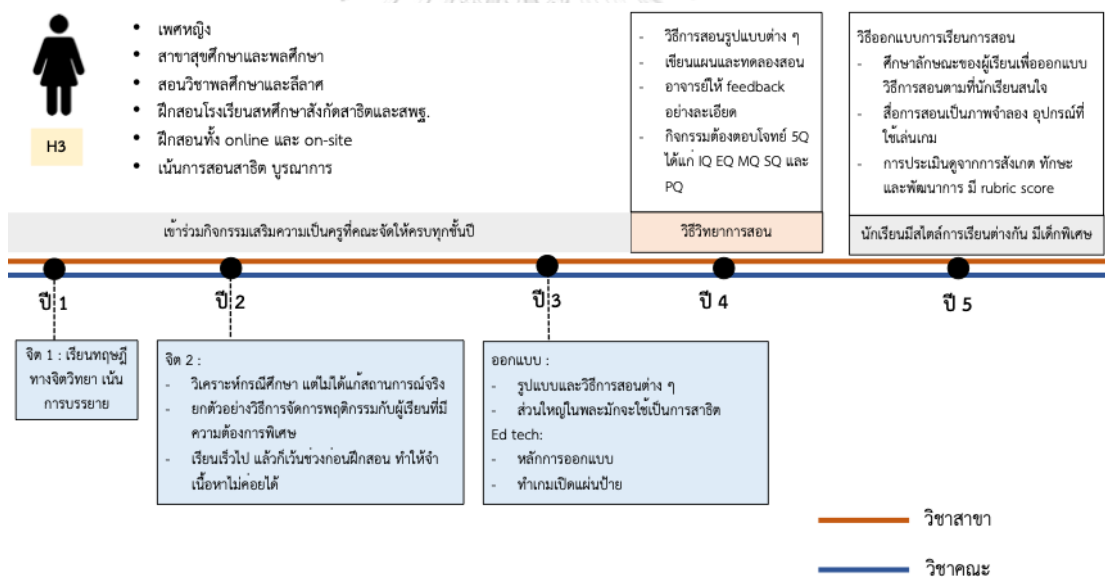 • เพศหญิง
• สาขาสุขศึกษาและพลศึกษา
• สอนวิชาพลศึกษาและลีลาศ
• ฝึกสอนโรงเรียนสหศึกษาสังกัดสาธิตและสพฐ.
• ฝึกสอนทั้ง online และ on-site
• เน้นการสอนสาธิต บูรณาการ
H3
- วิธีการสอนรูปแบบต่าง ๆ
- เขียนแผนและทดลองสอน
- อาจารย์ให้ feedback
อย่างละเอียด
- กิจกรรมต้องตอบโจทย์ 5Q
ได้แก่ IQ EQ MQ SQ และ
PQ
วิธีออกแบบการเรียนการสอน
- ศึกษาลักษณะของผู้เรียนเพื่อออกแบบ
วิธีการสอนตามที่นักเรียนสนใจ
- สื่อการสอนเป็นภาพจำลอง อุปกรณ์ที่
ใช้เล่นเกม
- การประเมินดูจากการสังเกต ทักษะ
และพัฒนาการ มี rubric score
เข้าร่วมกิจกรรมเสริมความเป็นครูที่คณะจัดให้ครบทุกชั้นปี
วิธีวิทยาการสอน
นักเรียนมีสไตล์การเรียนต่างกัน มีเด็กพิเศษ
ปี 1
ปี 2
ปี 3
ปี 4
ปี 5
จิต 1 : เรียนทฤษฎี
ทางจิตวิทยา เน้น
การบรรยาย
จิต 2 :
- วิเคราะห์กรณีศึกษา แต่ไม่ได้แก้สถานการณ์จริง
- ยกตัวอย่างวิธีการจัดการพฤติกรรมกับผู้เรียนที่มี
ความต้องการพิเศษ
- เรียนเร็วไป แล้วก็เว้นช่วงก่อนฝึกสอน ทำให้จำ
เนื้อหาไม่ค่อยได้
ออกแบบ :
- รูปแบบและวิธีการสอนต่าง ๆ
- ส่วนใหญ่ในพละมักจะใช้เป็นการสาธิต
Ed tech:
- หลักการออกแบบ
- ทำเกมเปิดแผ่นป้าย
วิชาสาขา
วิชาคณะ